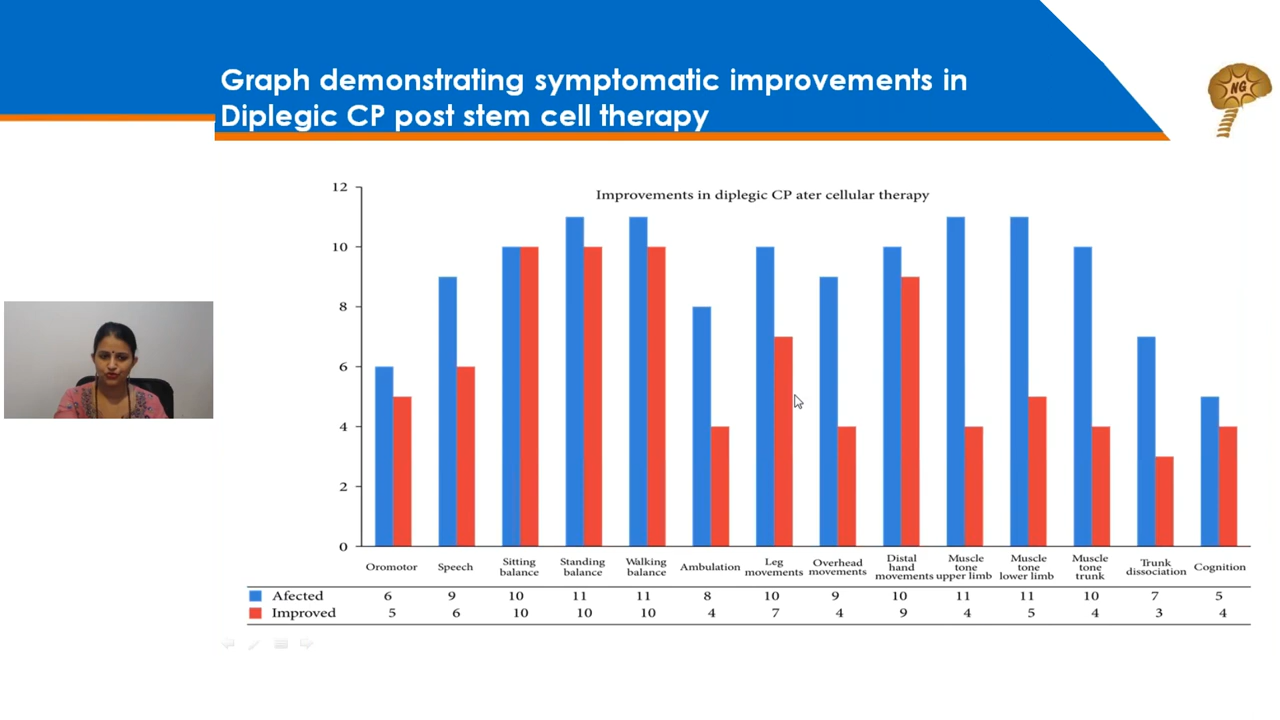 Graph demonstrating symptomatic improvements in
Diplegic CP post stem cell therapy
NG
Improvements in diplegic CP ater cellular therapy
12
10
8
6
4
2
0
Oromotor Speech Sitting balance Standing balance Walking balance Ambulation Leg movements Overhead movements Distal hand movements Muscle tone upper limb Muscle tone lower limb Muscle tone trunk Trunk dissociation Cognition
Afected 6 9 10 11 11 8 10 9 10 11 11 10 7 5
Improved 5 6 10 10 10 4 7 4 9 4 5 4 3 4